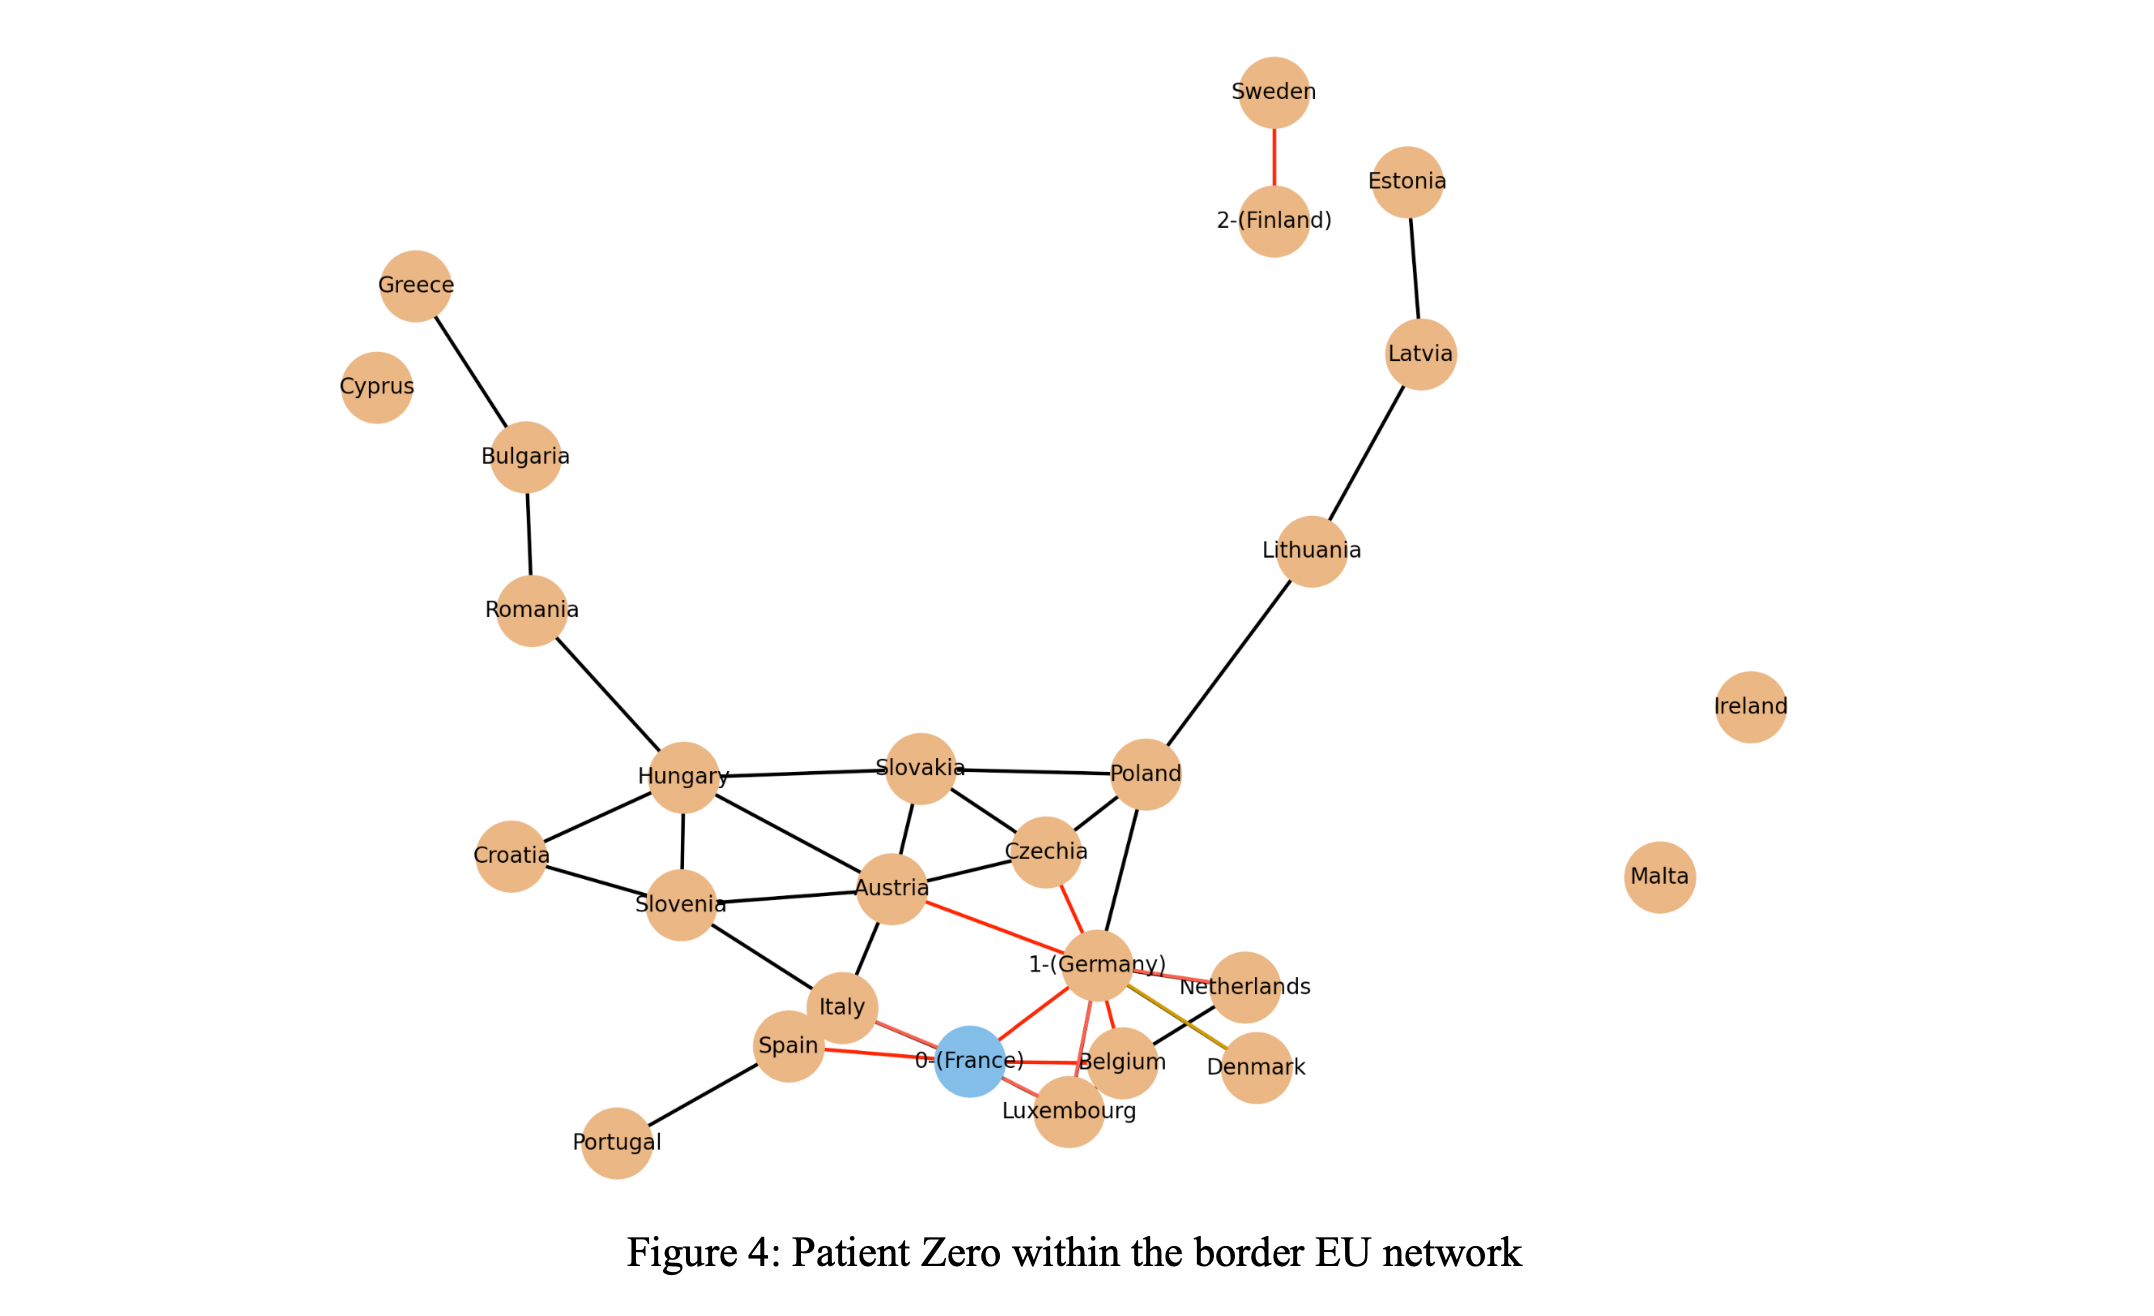 Sweden
Estonia
2-(Finland)
Greece
Latvia
Cyprus
Bulgaria
Lithuania
Romania
Ireland
Hungary
Slovakia
Poland
Croatia
Czechia
Malta
Austria
Slovenia
1-(Germany)
Netherlands
Italy
Spain
0-(France)
Belgium
Denmark
Luxembourg
Portugal
Figure 4: Patient Zero within the border EU network